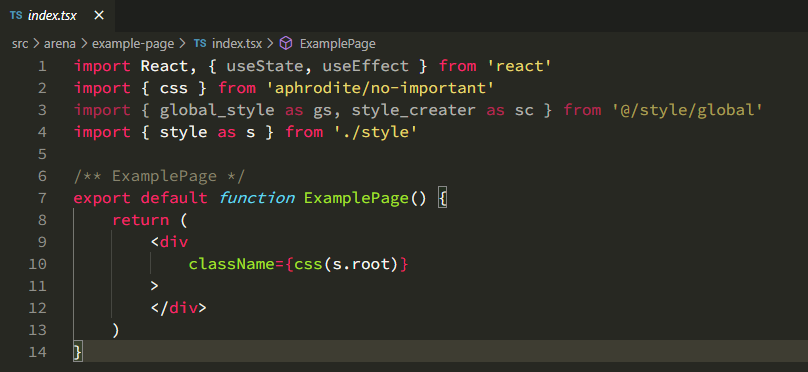 TS index.tsx ×
src > arena > example-page > TS index.tsx > ExamplePage
1 import React, { useState, useEffect } from 'react'
2 import { css } from 'aphrodite/no-important'
3 import { global_style as gs, style_creater as sc } from '@/style/global'
4 import { style as s } from './style'
5
6 /** ExamplePage */
7 export default function ExamplePage() {
8     return (
9         <div
10             className={css(s.root)}
11         >
12         </div>
13     )
14 }